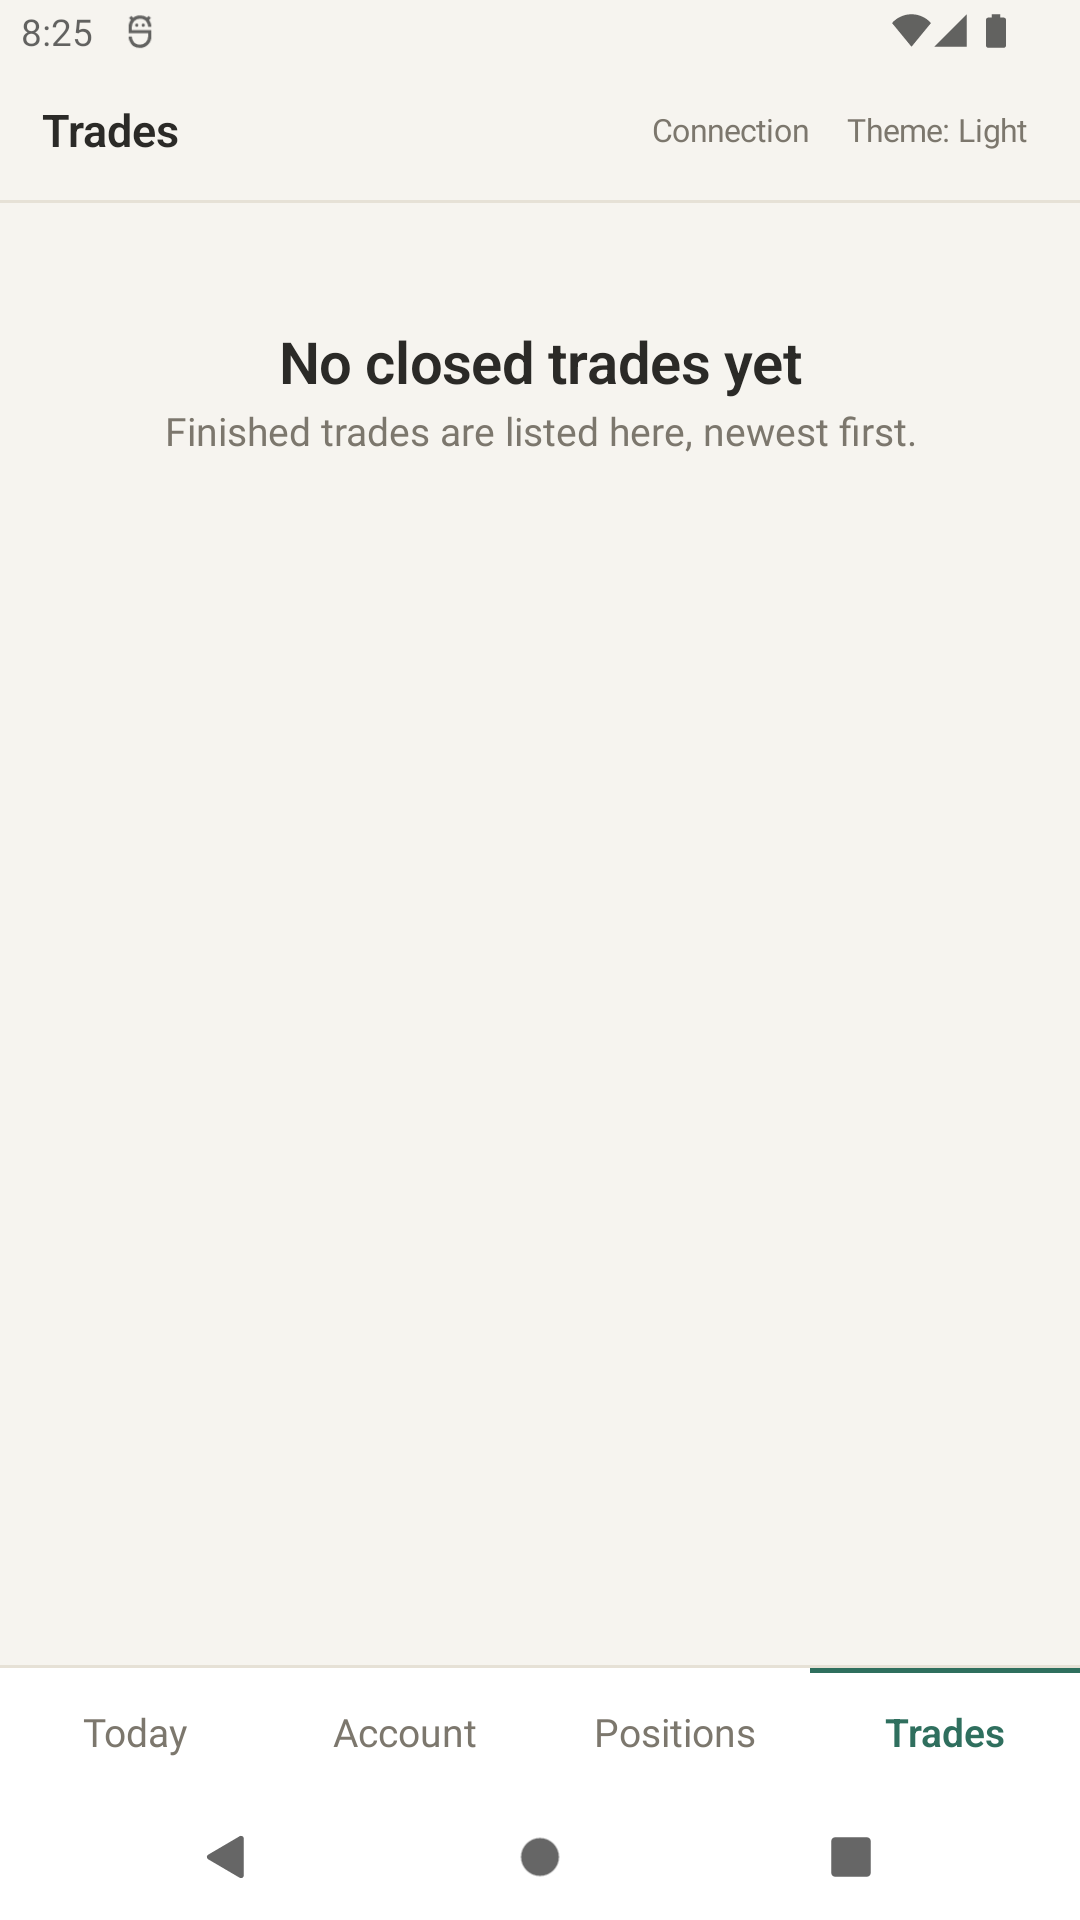 8:25
Trades
Connection
Theme: Light
No closed trades yet
Finished trades are listed here, newest first.
Today
Account
Positions
Trades